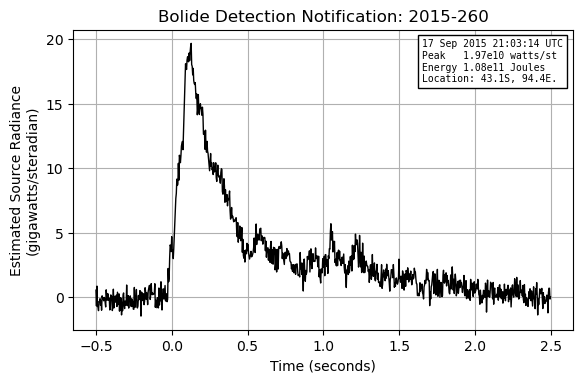 Bolide Detection Notification: 2015-260
17 Sep 2015 21:03:14 UTC
Peak 1.97e10 watts/st
Energy 1.08e11 Joules
Location: 43.1S, 94.4E.
Estimated Source Radiance
(gigawatts/steradian)
20
15
10
5
0
−0.5 0.0 0.5 1.0 1.5 2.0 2.5
Time (seconds)